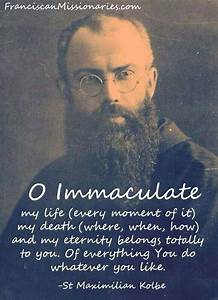 FranciscanMissionaries.com
O Immaculate
my life (every moment of it)
my death (where, when, how)
and my eternity belongs totally
to you. Of everything You do
whatever you like.
-St Maximilian Kolbe